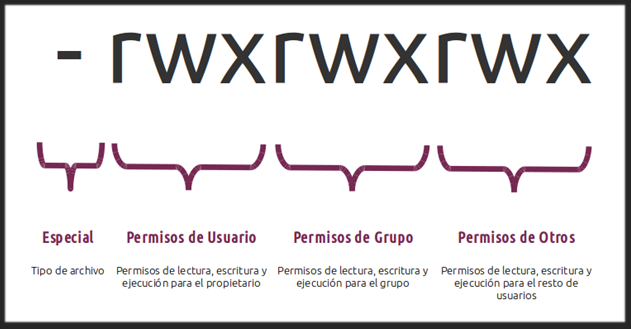 - rwxrwxrwx
Especial
Tipo de archivo
Permisos de Usuario
Permisos de lectura, escritura y
ejecución para el propietario
Permisos de Grupo
Permisos de lectura, escritura y
ejecución para el grupo
Permisos de Otros
Permisos de lectura, escritura y
ejecución para el resto de
usuarios